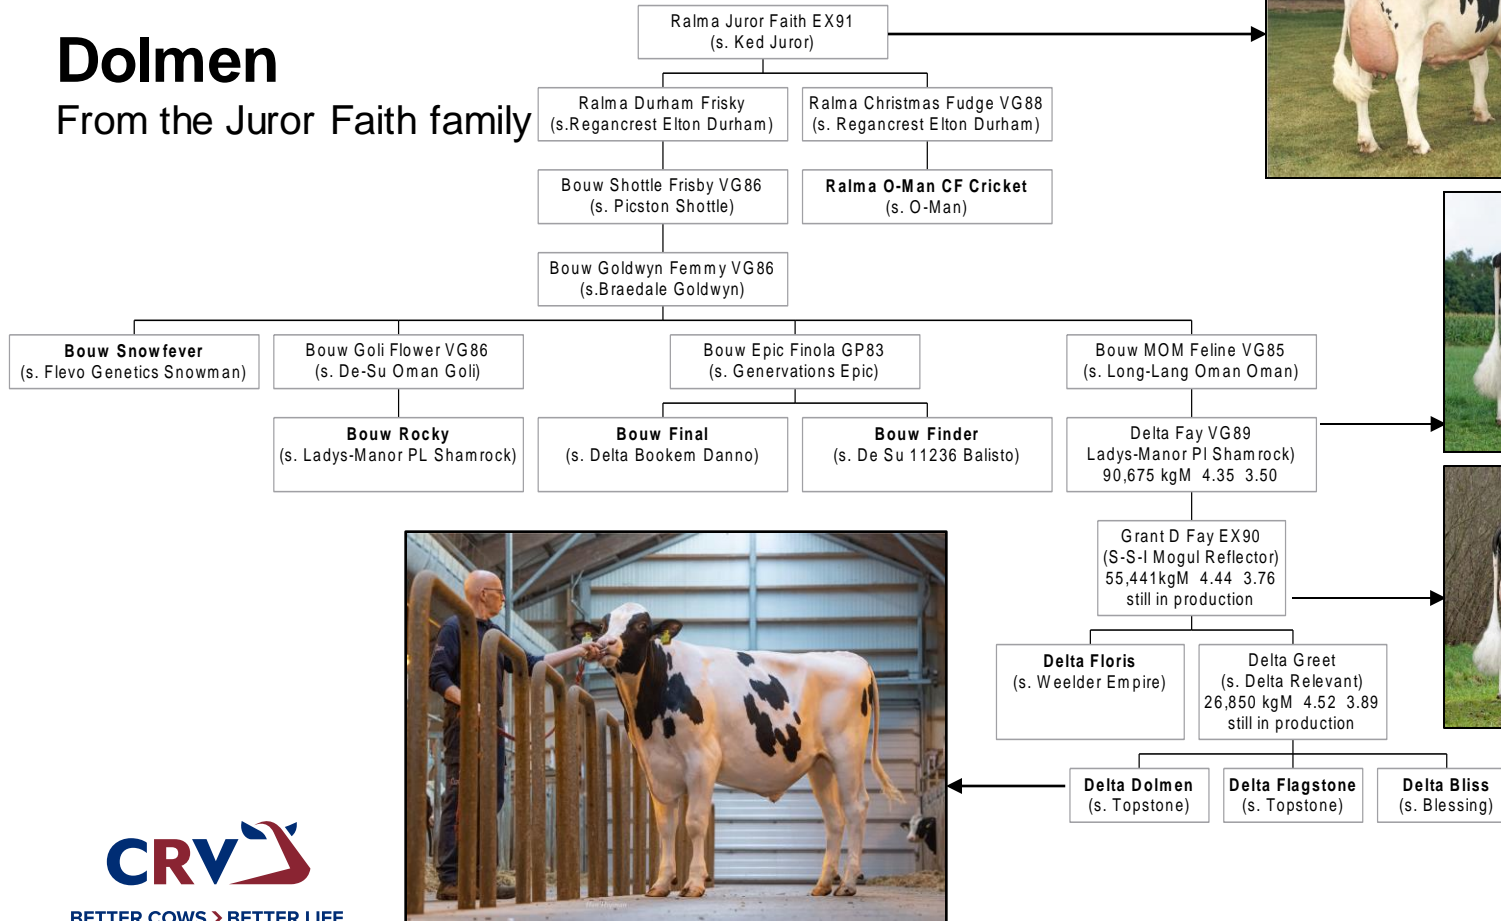 Dolmen
From the Juror Faith family
Ralma Juror Faith EX91
(s. Ked Juror)
Ralma Durham Frisky
(s.Regancrest Elton Durham)
Ralma Christmas Fudge VG88
(s. Regancrest Elton Durham)
Bouw Shottle Frisby VG86
(s. Picston Shottle)
Ralma O-Man CF Cricket
(s. O-Man)
Bouw Goldwyn Femmy VG86
(s.Braedale Goldwyn)
Bouw Snowfever
(s. Flevo Genetics Snowman)
Bouw Goli Flower VG86
(s. De-Su Oman Goli)
Bouw Epic Finola GP83
(s. Genervations Epic)
Bouw MOM Feline VG85
(s. Long-Lang Oman Oman)
Bouw Rocky
(s. Ladys-Manor PL Shamrock)
Bouw Final
(s. Delta Bookem Danno)
Bouw Finder
(s. De Su 11236 Balisto)
Delta Fay VG89
Ladys-Manor Pl Shamrock)
90,675 kgM 4.35 3.50
Grant D Fay EX90
(S-S-I Mogul Reflector)
55,441kgM 4.44 3.76
still in production
Delta Floris
(s. Weelder Empire)
Delta Greet
(s. Delta Relevant)
26,850 kgM 4.52 3.89
still in production
Delta Dolmen
(s. Topstone)
Delta Flagstone
(s. Topstone)
Delta Bliss
(s. Blessing)
CRV
BETTER COWS > BETTER LIFE